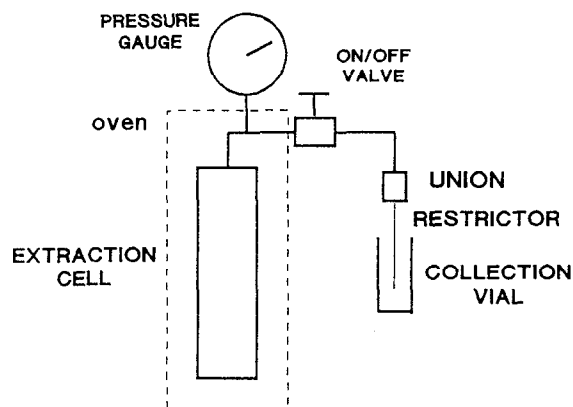 PRESSURE
GAUGE
ON/OFF
VALVE
oven
UNION
RESTRICTOR
EXTRACTION
CELL
COLLECTION
VIAL